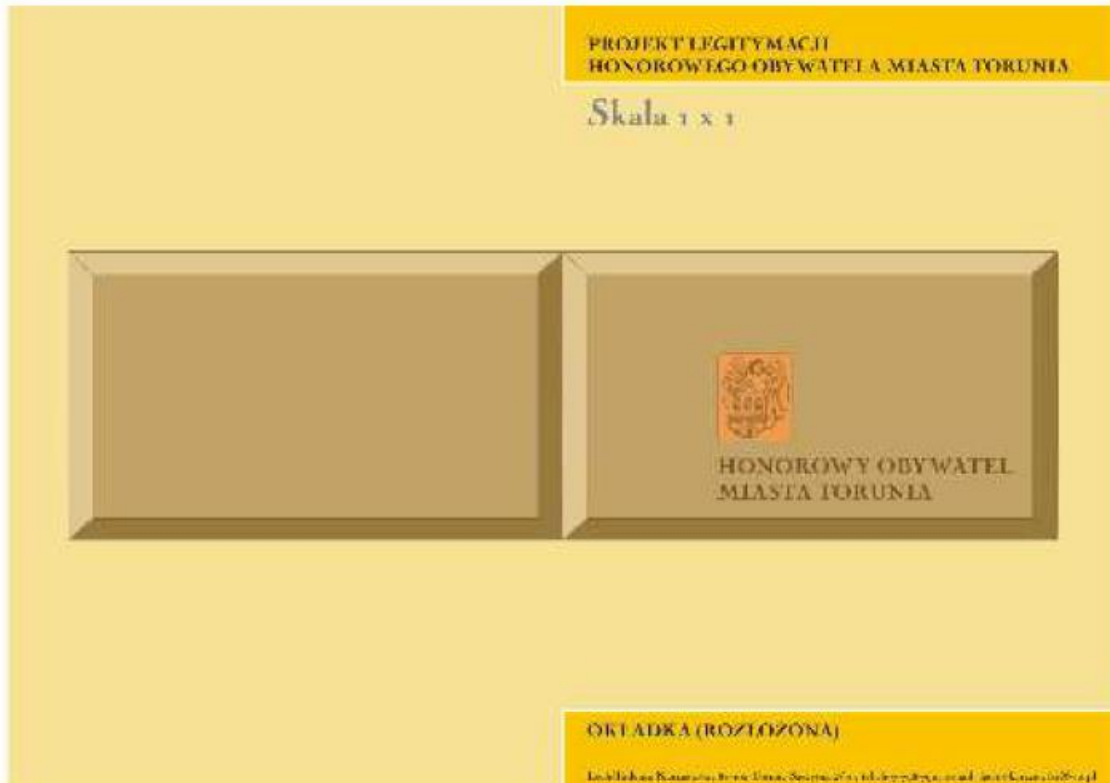 PROJEKT LEGITYMACJI
HONOROWEGO OBYWATELA MIASTA TORUNIA
Skala 1 x 1
HONOROWY OBYWATEL
MIASTA TORUNIA
OKŁADKA (ROZŁOŻONA)